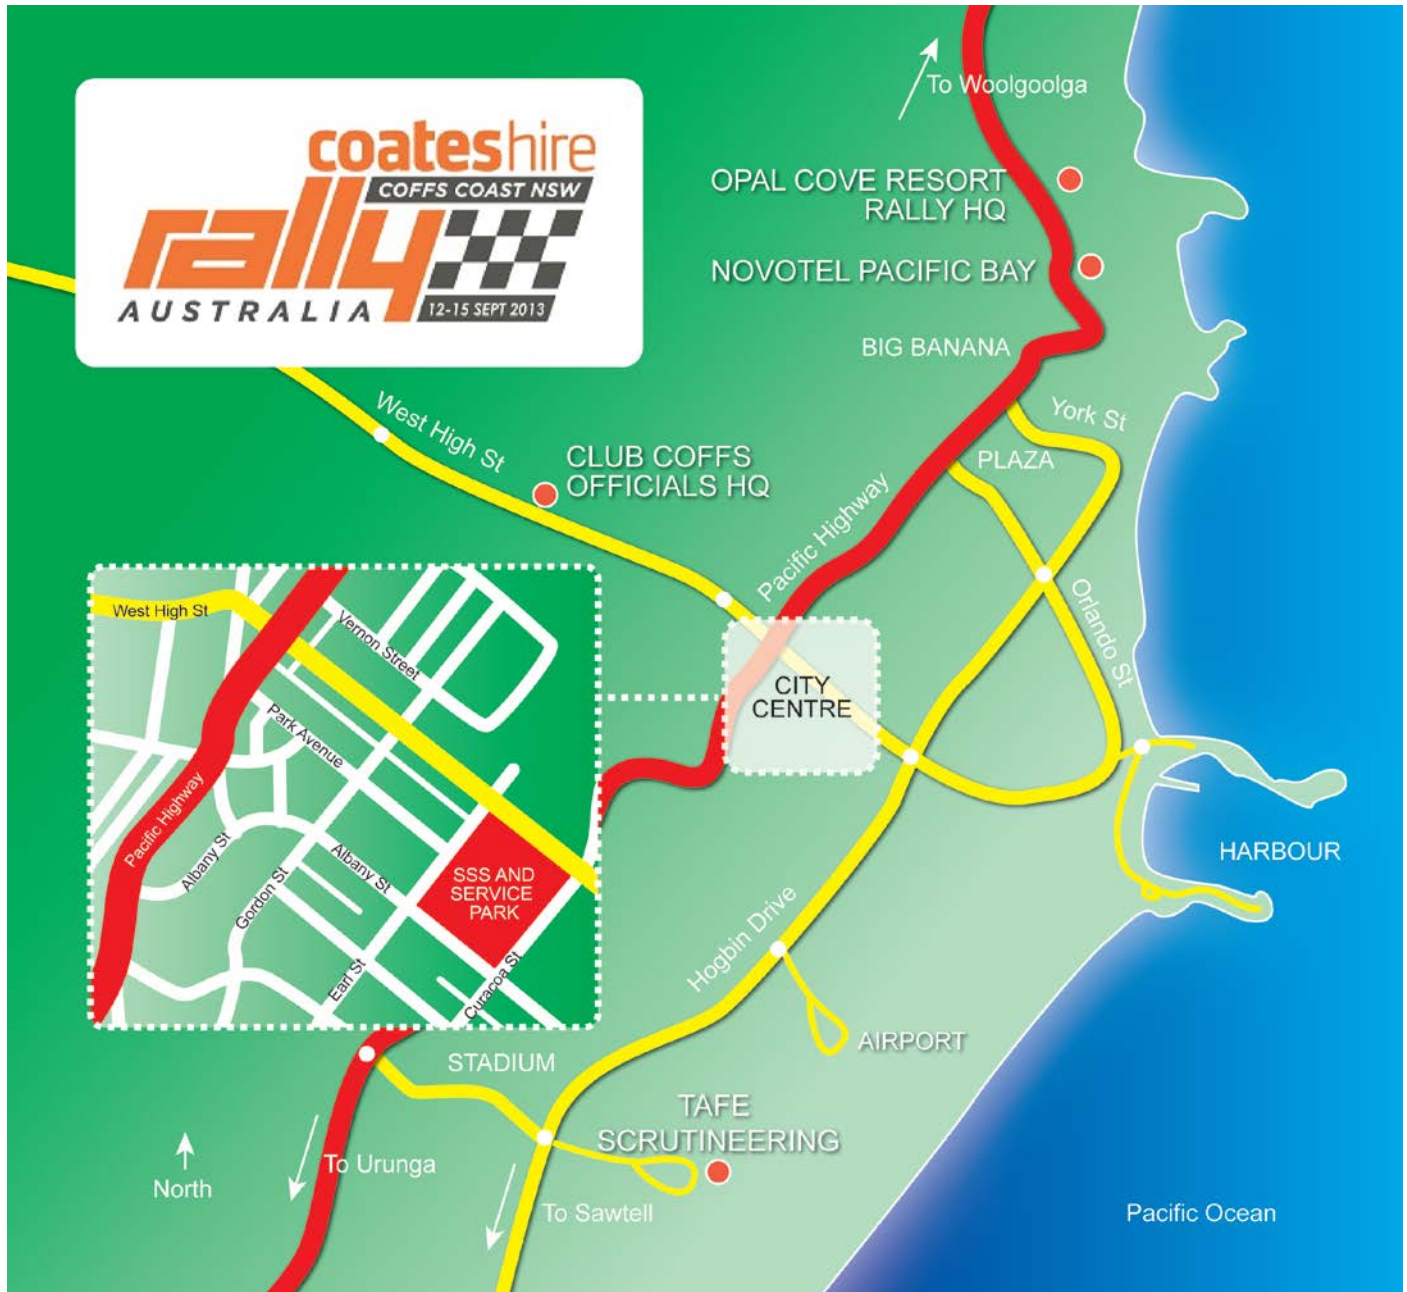 To Woolgoolga
coateshire
COFFS COAST NSW
rally
AUSTRALIA
12-15 SEPT 2013
OPAL COVE RESORT
RALLY HQ
NOVOTEL PACIFIC BAY
BIG BANANA
West High St
York St
CLUB COFFS
OFFICIALS HQ
PLAZA
Pacific Highway
Orlando St
West High St
Vernon Street
CITY
CENTRE
Park Avenue
Pacific Highway
Albany St
Albany St
Gordon St
SSS AND
SERVICE
PARK
Earl St
Curacoa St
HARBOUR
Hogbin Drive
AIRPORT
STADIUM
TAFE
SCRUTINEERING
North
To Urunga
To Sawtell
Pacific Ocean